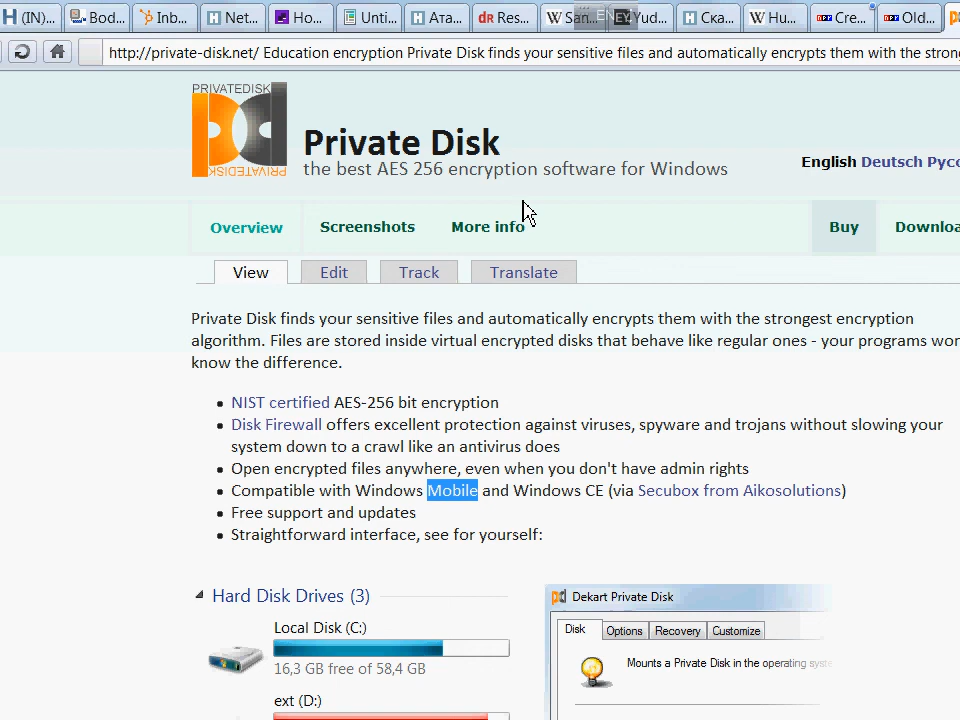 H (IN)...
Bod...
Inb...
H Net...
Ho...
Unti...
H Ата...
dR Res...
W San...
EN
EY Yud...
H Ска...
W Hu...
Cre...
Old...
http://private-disk.net/ Education encryption Private Disk finds your sensitive files and automatically encrypts them with the strong
PRIVATEDISK
PRIVATEDISK
Private Disk
the best AES 256 encryption software for Windows
English Deutsch Русс
Overview
Screenshots
More info
Buy
Downloa
View
Edit
Track
Translate
Private Disk finds your sensitive files and automatically encrypts them with the strongest encryption
algorithm. Files are stored inside virtual encrypted disks that behave like regular ones - your programs won
know the difference.
NIST certified AES-256 bit encryption
Disk Firewall offers excellent protection against viruses, spyware and trojans without slowing your
system down to a crawl like an antivirus does
Open encrypted files anywhere, even when you don't have admin rights
Compatible with Windows Mobile and Windows CE (via Secubox from Aikosolutions)
Free support and updates
Straightforward interface, see for yourself:
Hard Disk Drives (3)
Local Disk (C:)
16,3 GB free of 58,4 GB
ext (D:)
Dekart Private Disk
Disk
Options
Recovery
Customize
Mounts a Private Disk in the operating syste